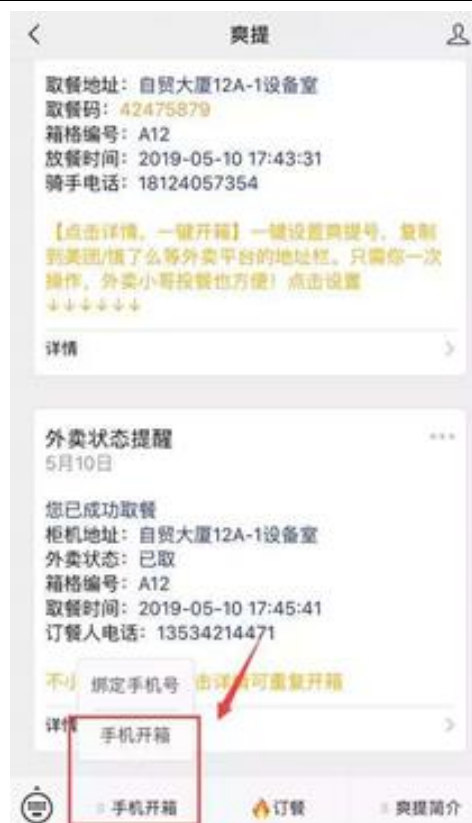 爽提
取餐地址：自贸大厦12A-1设备室
取餐码：42475879
箱格编号：A12
放餐时间：2019-05-10 17:43:31
骑手电话：18124057354
【点击详情，一键开箱】一键设置爽提号，复制
到美团/饿了么等外卖平台的地址栏。只需你一次
操作，外卖小哥投餐也方便！点击设置
↓↓↓↓↓↓
详情
外卖状态提醒
5月10日
您已成功取餐
柜机地址：自贸大厦12A-1设备室
外卖状态：已取
箱格编号：A12
取餐时间：2019-05-10 17:45:41
订餐人电话：13534214471
不小 击详情可重复开箱
绑定手机号
详情
手机开箱
手机开箱
订餐
爽提简介